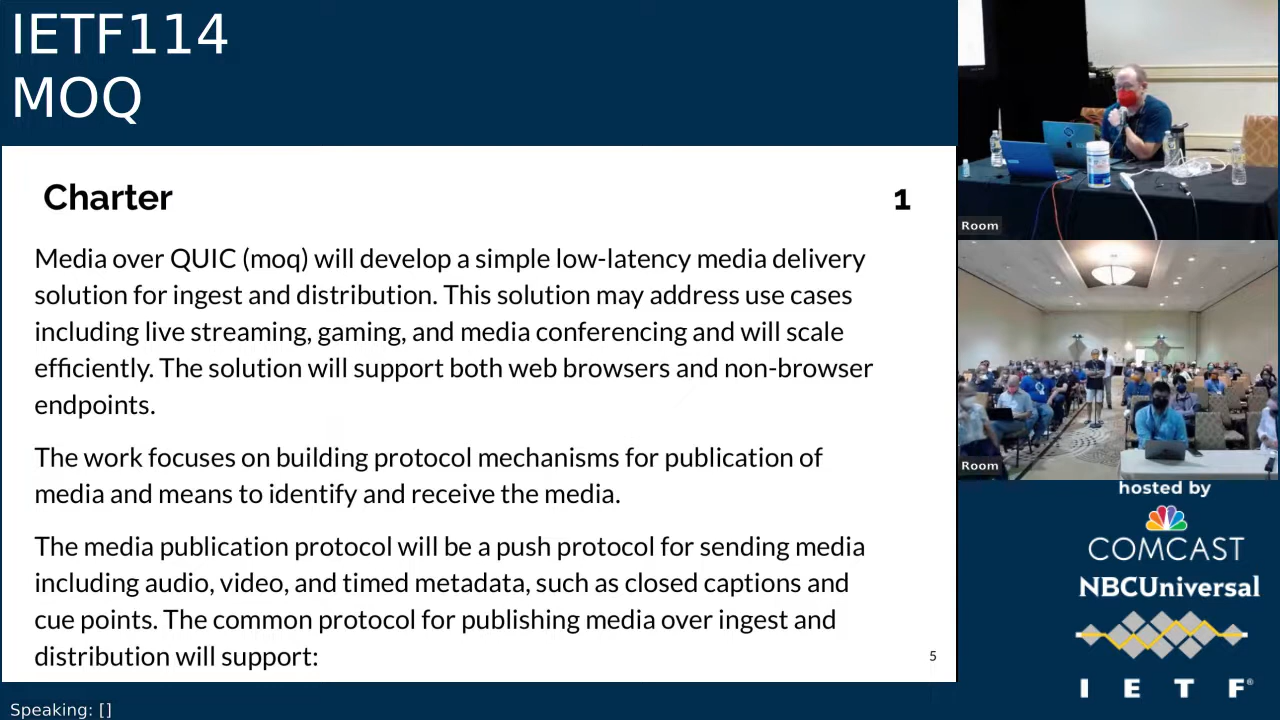 IETF114
MOQ
Charter
1
Media over QUIC (moq) will develop a simple low-latency media delivery
solution for ingest and distribution. This solution may address use cases
including live streaming, gaming, and media conferencing and will scale
efficiently. The solution will support both web browsers and non-browser
endpoints.
The work focuses on building protocol mechanisms for publication of
media and means to identify and receive the media.
The media publication protocol will be a push protocol for sending media
including audio, video, and timed metadata, such as closed captions and
cue points. The common protocol for publishing media over ingest and
distribution will support:
5
Speaking: []
Room
Room
hosted by
COMCAST
NBCUniversal
I E T F®